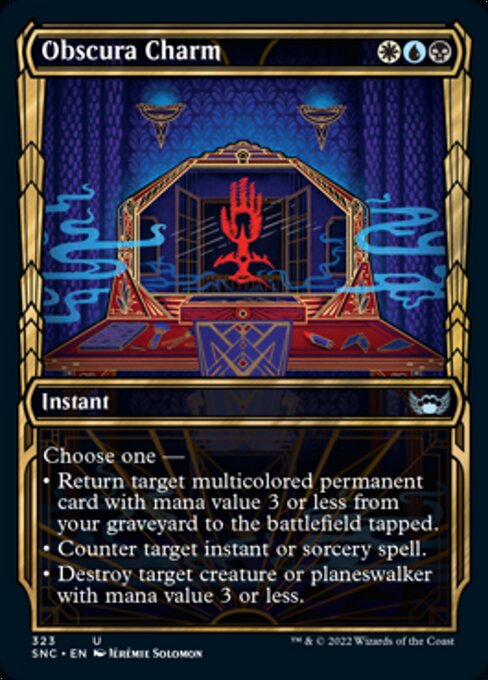 Obscura Charm
Instant
Choose one —
• Return target multicolored permanent
card with mana value 3 or less from
your graveyard to the battlefield tapped.
• Counter target instant or sorcery spell.
• Destroy target creature or planeswalker
with mana value 3 or less.
323 U
SNC • EN Jérémie Solomon
™ & © 2022 Wizards of the Coast